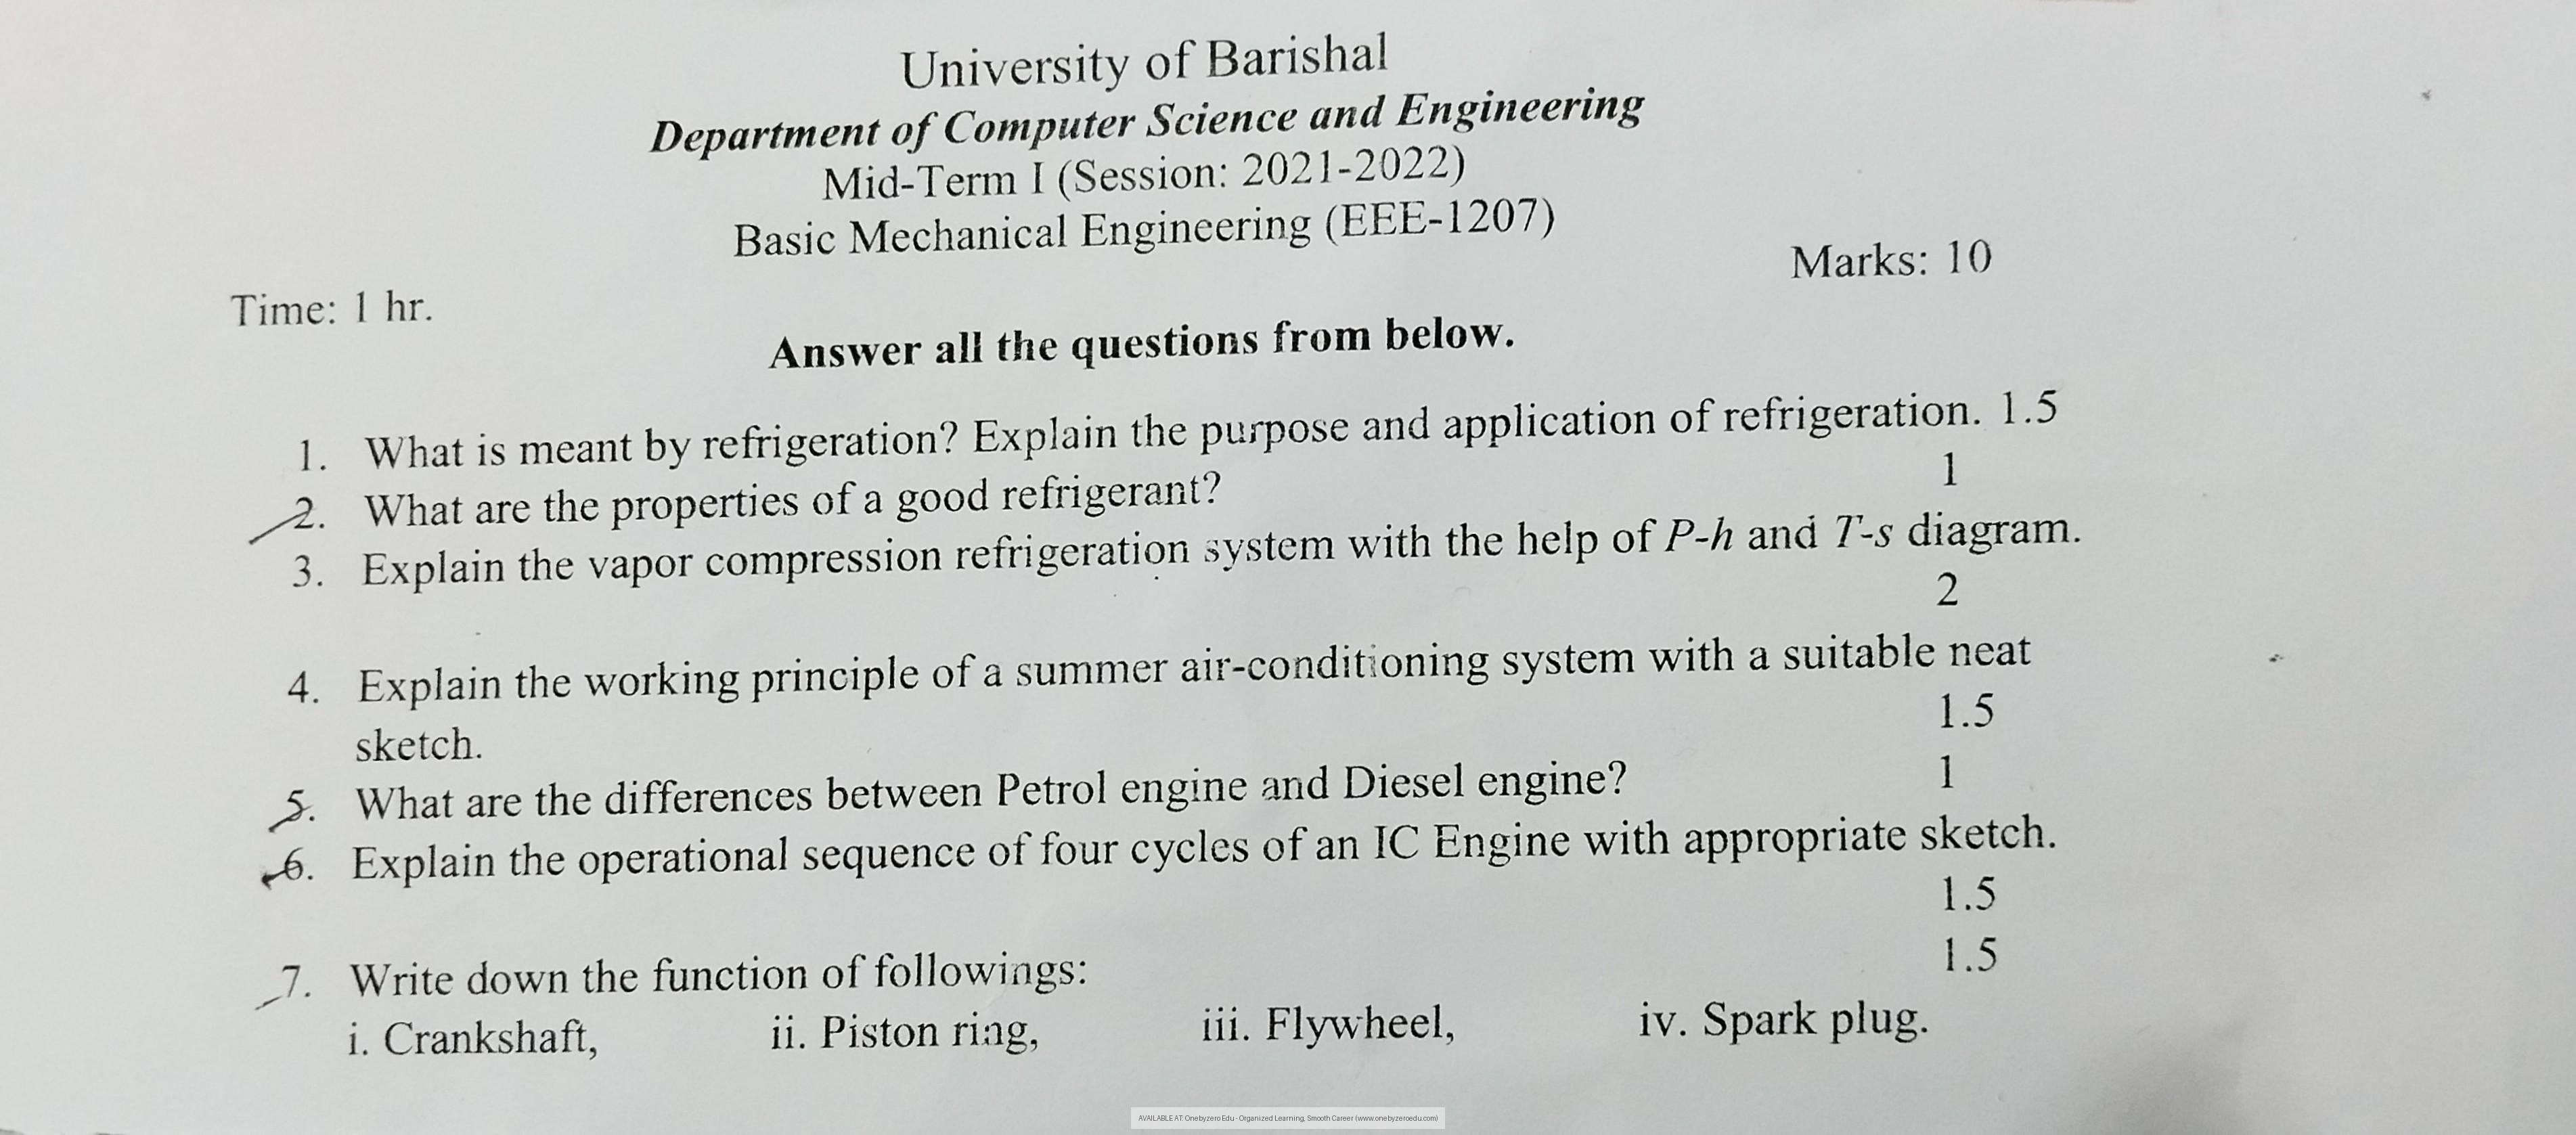 University of Barishal
Department of Computer Science and Engineering
Mid-Term I (Session: 2021-2022)
Basic Mechanical Engineering (EEE-1207)
Time: 1 hr. Marks: 10
Answer all the questions from below.
1. What is meant by refrigeration? Explain the purpose and application of refrigeration. 1.5
2. What are the properties of a good refrigerant? 1
3. Explain the vapor compression refrigeration system with the help of P-h and T-s diagram.
2
4. Explain the working principle of a summer air-conditioning system with a suitable neat
sketch. 1.5
5. What are the differences between Petrol engine and Diesel engine? 1
6. Explain the operational sequence of four cycles of an IC Engine with appropriate sketch.
1.5
7. Write down the function of followings: 1.5
i. Crankshaft, ii. Piston ring, iii. Flywheel, iv. Spark plug.
AVAILABLE AT: Onebyzero Edu - Organized Learning, Smooth Career (www.onebyzeroedu.com)